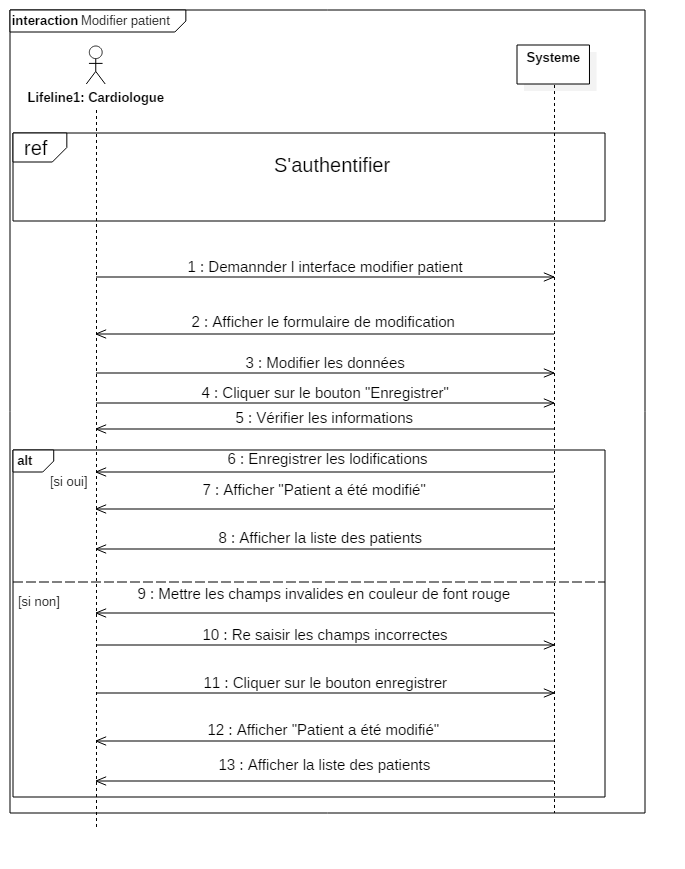 interaction Modifier patient
Systeme
Lifeline1: Cardiologue
ref
S'authentifier
1 : Demannder l interface modifier patient
2 : Afficher le formulaire de modification
3 : Modifier les données
4 : Cliquer sur le bouton "Enregistrer"
5 : Vérifier les informations
alt
6 : Enregistrer les lodifications
[si oui]
7 : Afficher "Patient a été modifié"
8 : Afficher la liste des patients
9 : Mettre les champs invalides en couleur de font rouge
[si non]
10 : Re saisir les champs incorrectes
11 : Cliquer sur le bouton enregistrer
12 : Afficher "Patient a été modifié"
13 : Afficher la liste des patients